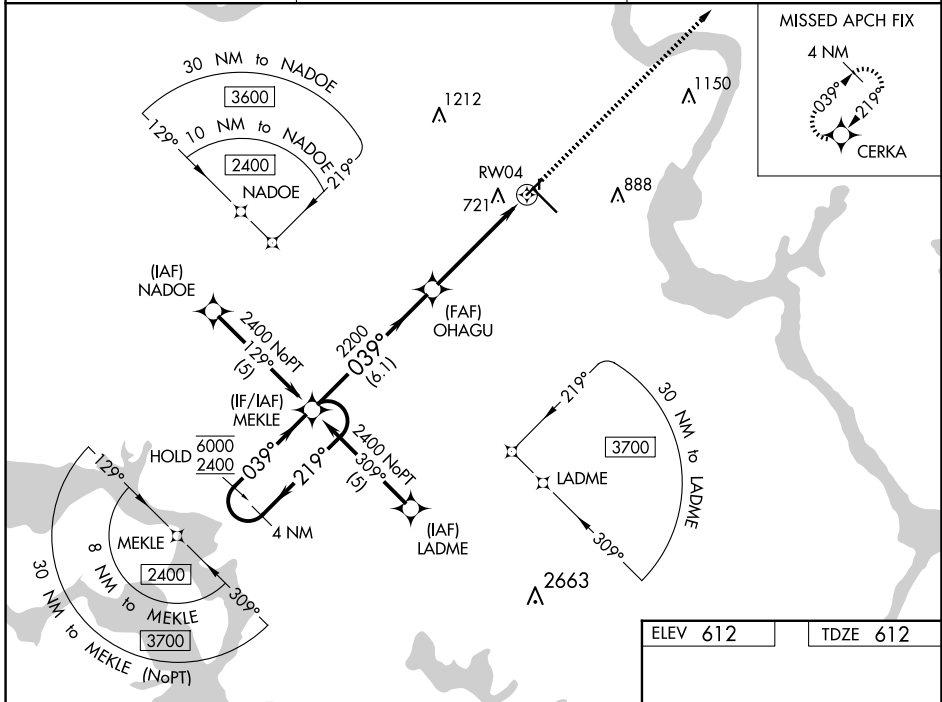 MISSED APCH FIX
4 NM
039°
219°
CERKA
30 NM to NADOE
3600
10 NM to NADOE
2400
129°
219°
NADOE
1212
1150
RW04
721
888
(IAF)
NADOE
2400 NoPT
129°
(5)
(FAF)
OHAGU
2200
039°
(6.1)
(IF/IAF)
MEKLE
HOLD 6000
2400
039°
219°
4 NM
2400 NoPT
309°
(5)
(IAF)
LADME
219°
30 NM to LADME
3700
LADME
309°
129°
MEKLE
2400
8 NM to MEKLE
309°
3700
30 NM to MEKLE (NoPT)
2663
ELEV 612
TDZE 612